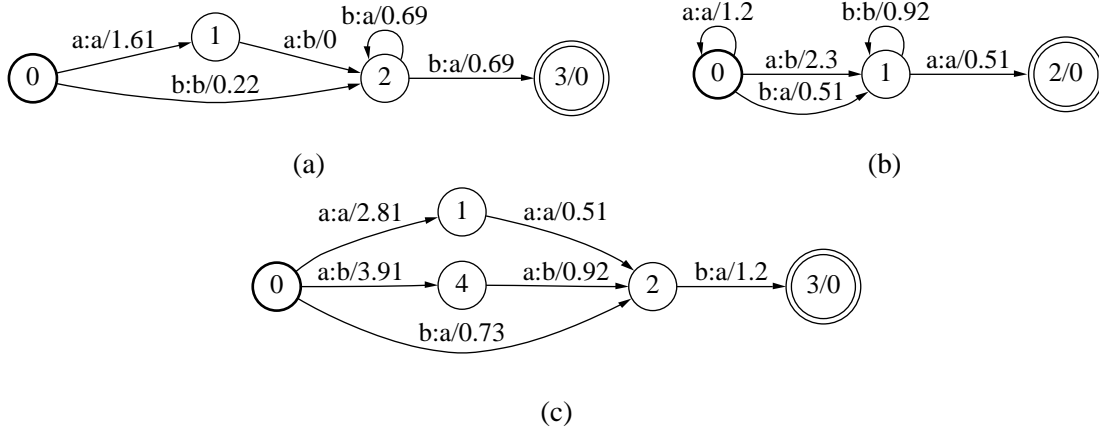 b:a/0.69
a:a/1.61
1
a:b/0
0
b:b/0.22
2
b:a/0.69
3/0
(a)
a:a/1.2
b:b/0.92
0
a:b/2.3
b:a/0.51
1
a:a/0.51
2/0
(b)
a:a/2.81
1
a:a/0.51
0
a:b/3.91
4
a:b/0.92
2
b:a/1.2
3/0
b:a/0.73
(c)